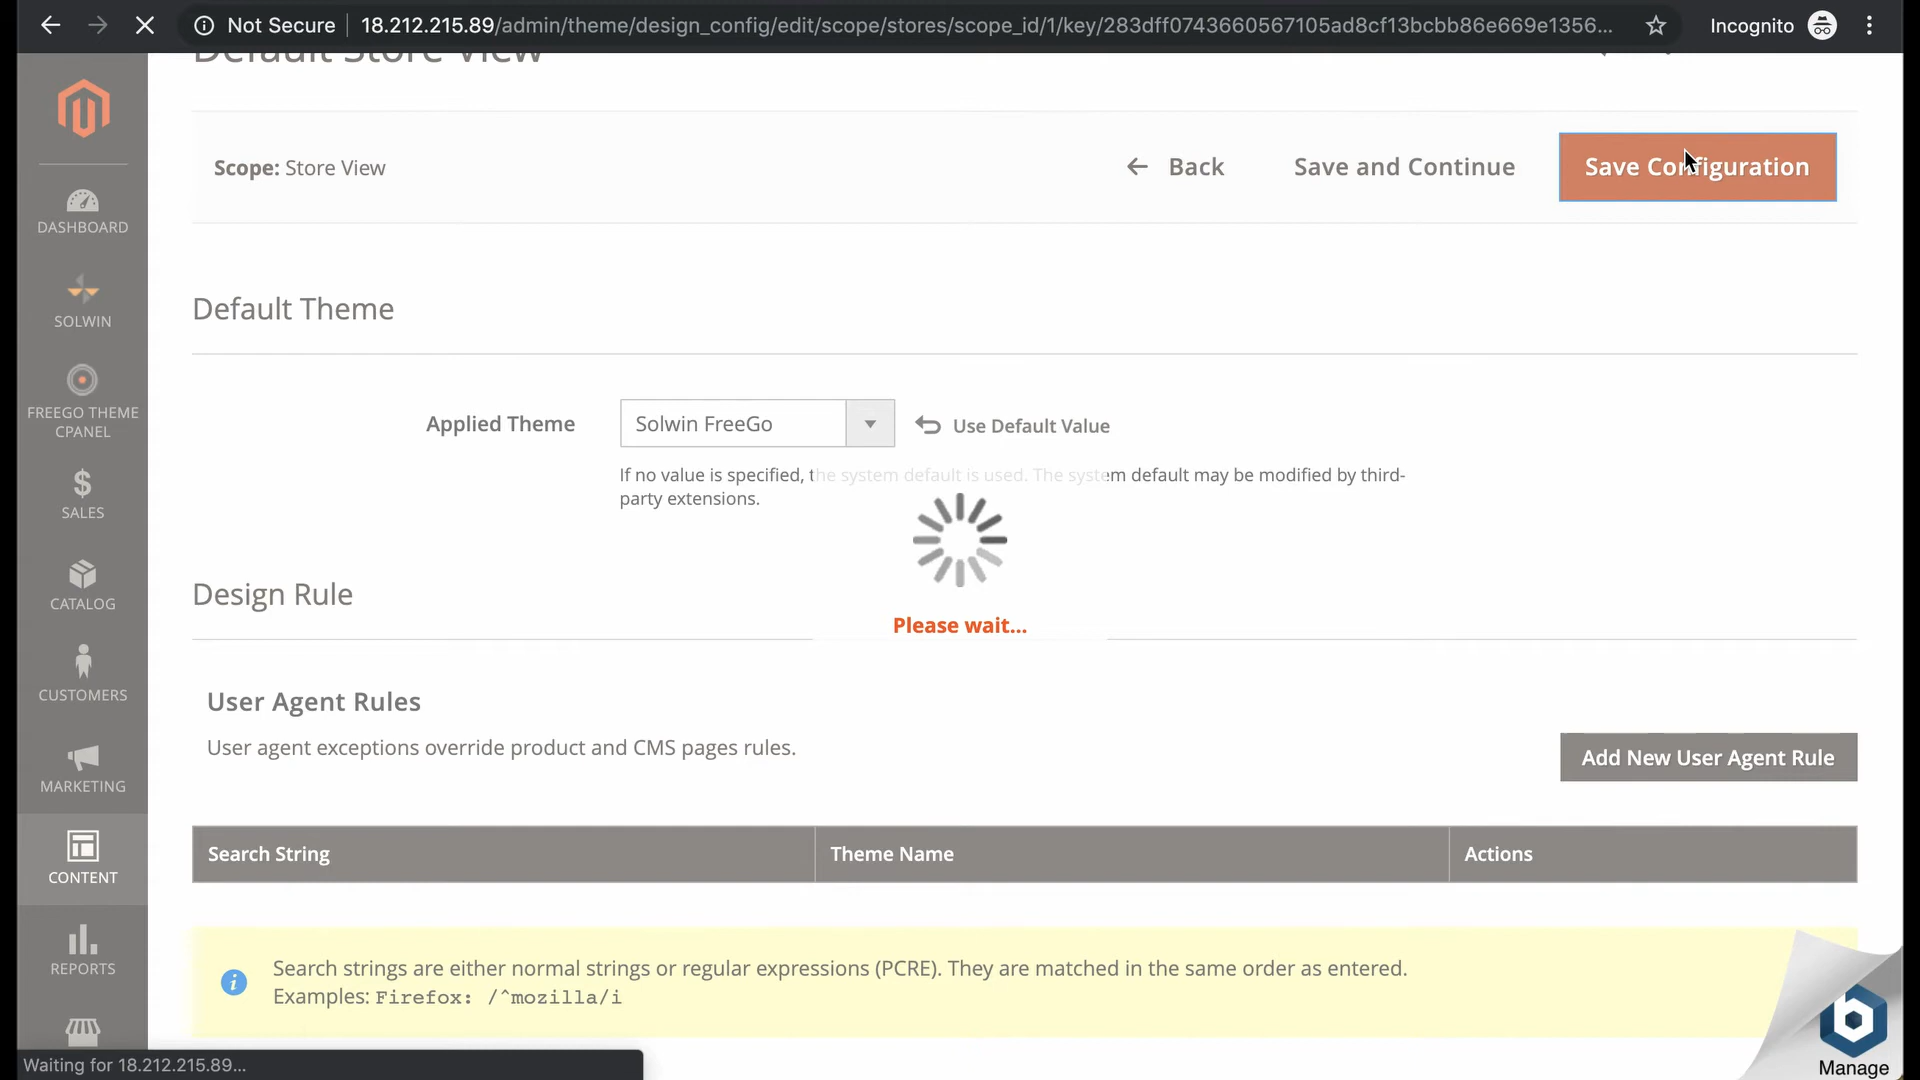 Not Secure
18.212.215.89/admin/theme/design_config/edit/scope/stores/scope_id/1/key/283dff0743660567105ad8cf13bcbb86e669e1356...
Incognito
Default Store View
Scope: Store View
Back
Save and Continue
Save Configuration
DASHBOARD
SOLWIN
FREEGO THEME
CPANEL
SALES
CATALOG
CUSTOMERS
MARKETING
CONTENT
REPORTS
Default Theme
Applied Theme
Solwin FreeGo
Use Default Value
If no value is specified, the system default is used. The system default may be modified by third-
party extensions.
Please wait...
Design Rule
User Agent Rules
User agent exceptions override product and CMS pages rules.
Add New User Agent Rule
Search String
Theme Name
Actions
Search strings are either normal strings or regular expressions (PCRE). They are matched in the same order as entered.
Examples: Firefox: /^mozilla/i
Manage
Waiting for 18.212.215.89...